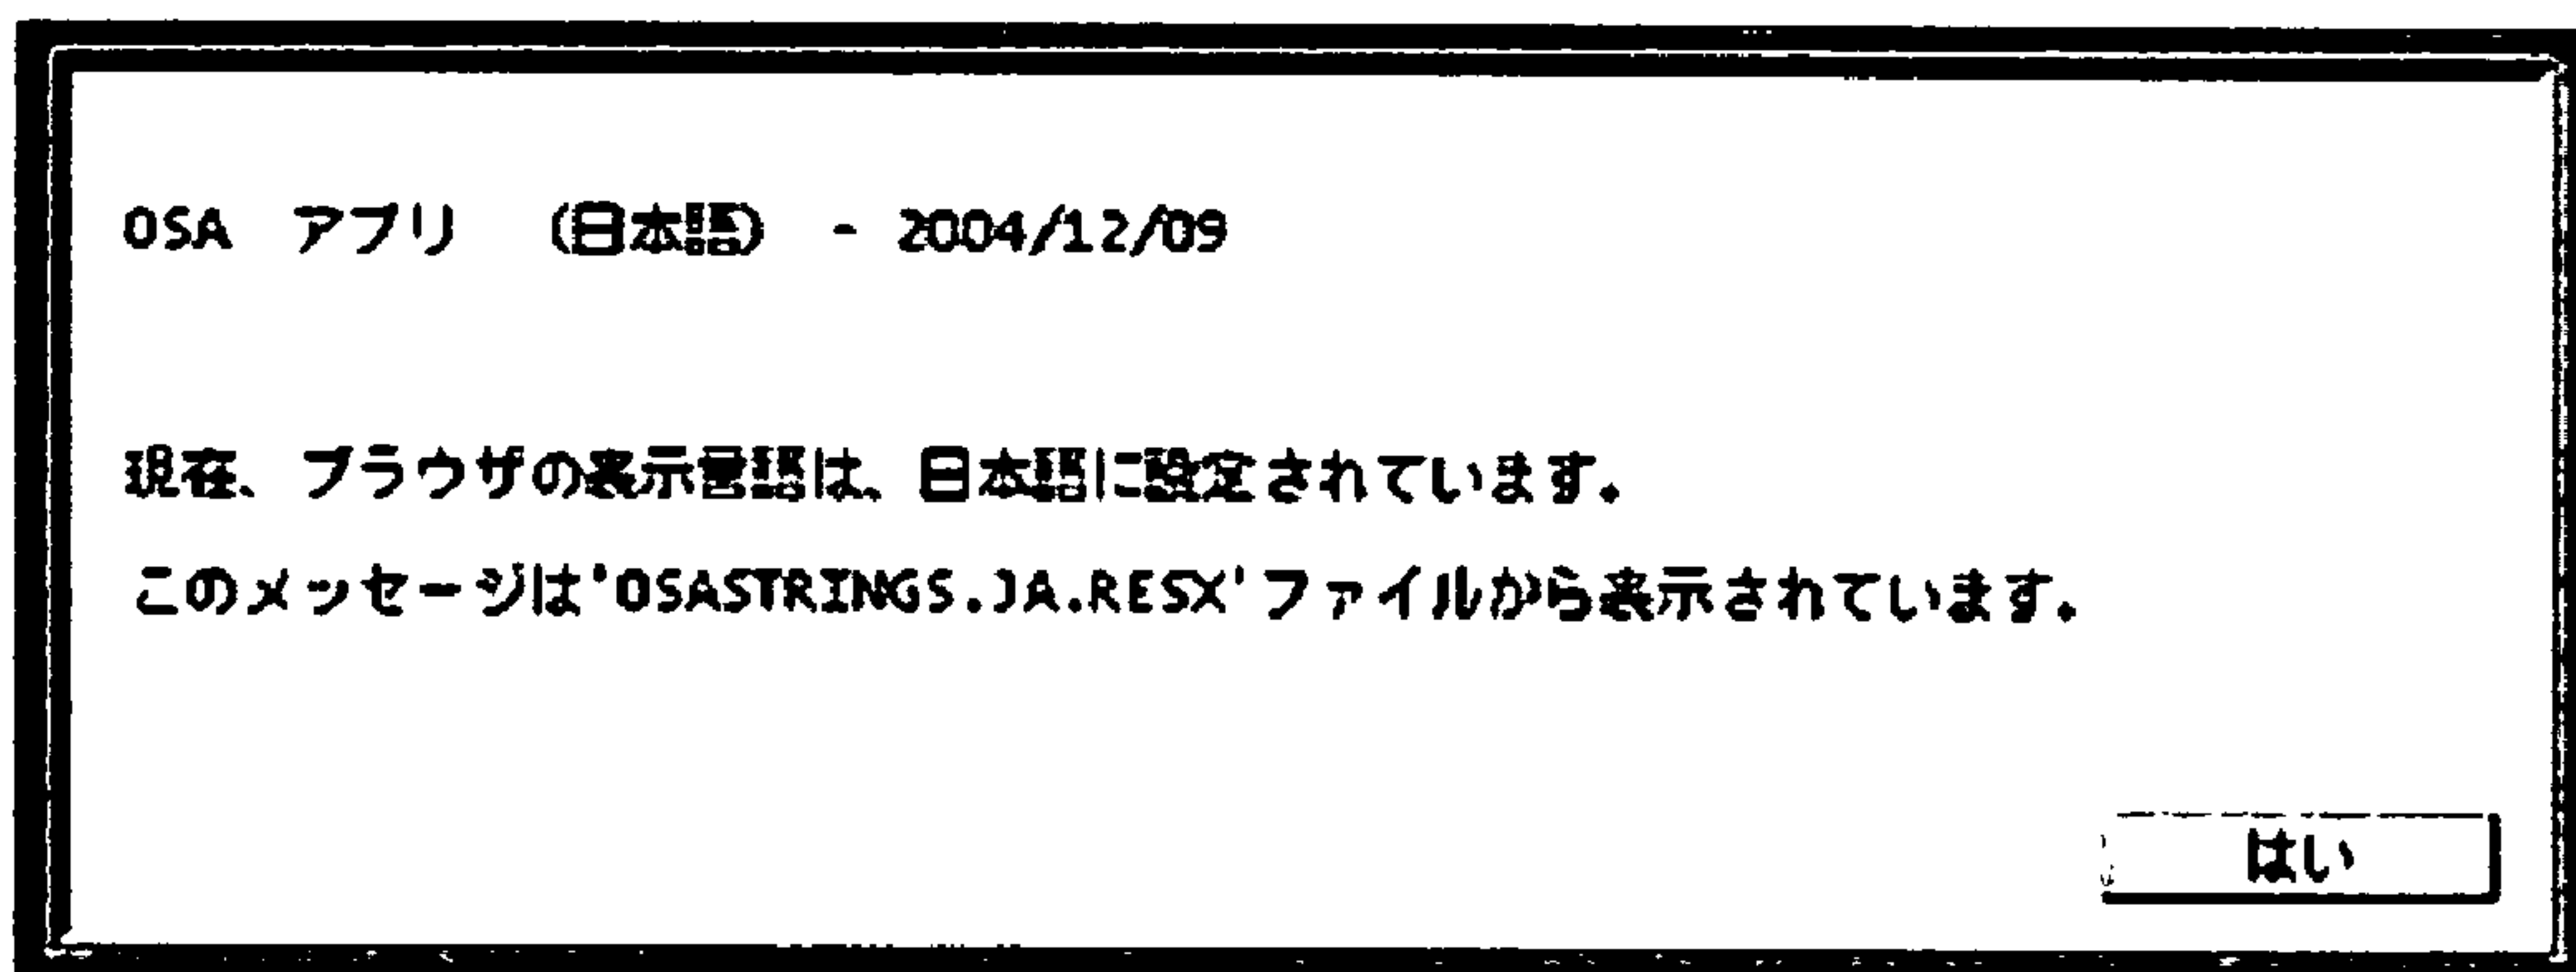 OSA アプリ (日本語) - 2004/12/09
現在、ブラウザの表示言語は、日本語に設定されています。
このメッセージは'OSASTRINGS.JA.RESX'ファイルから表示されています。
はい